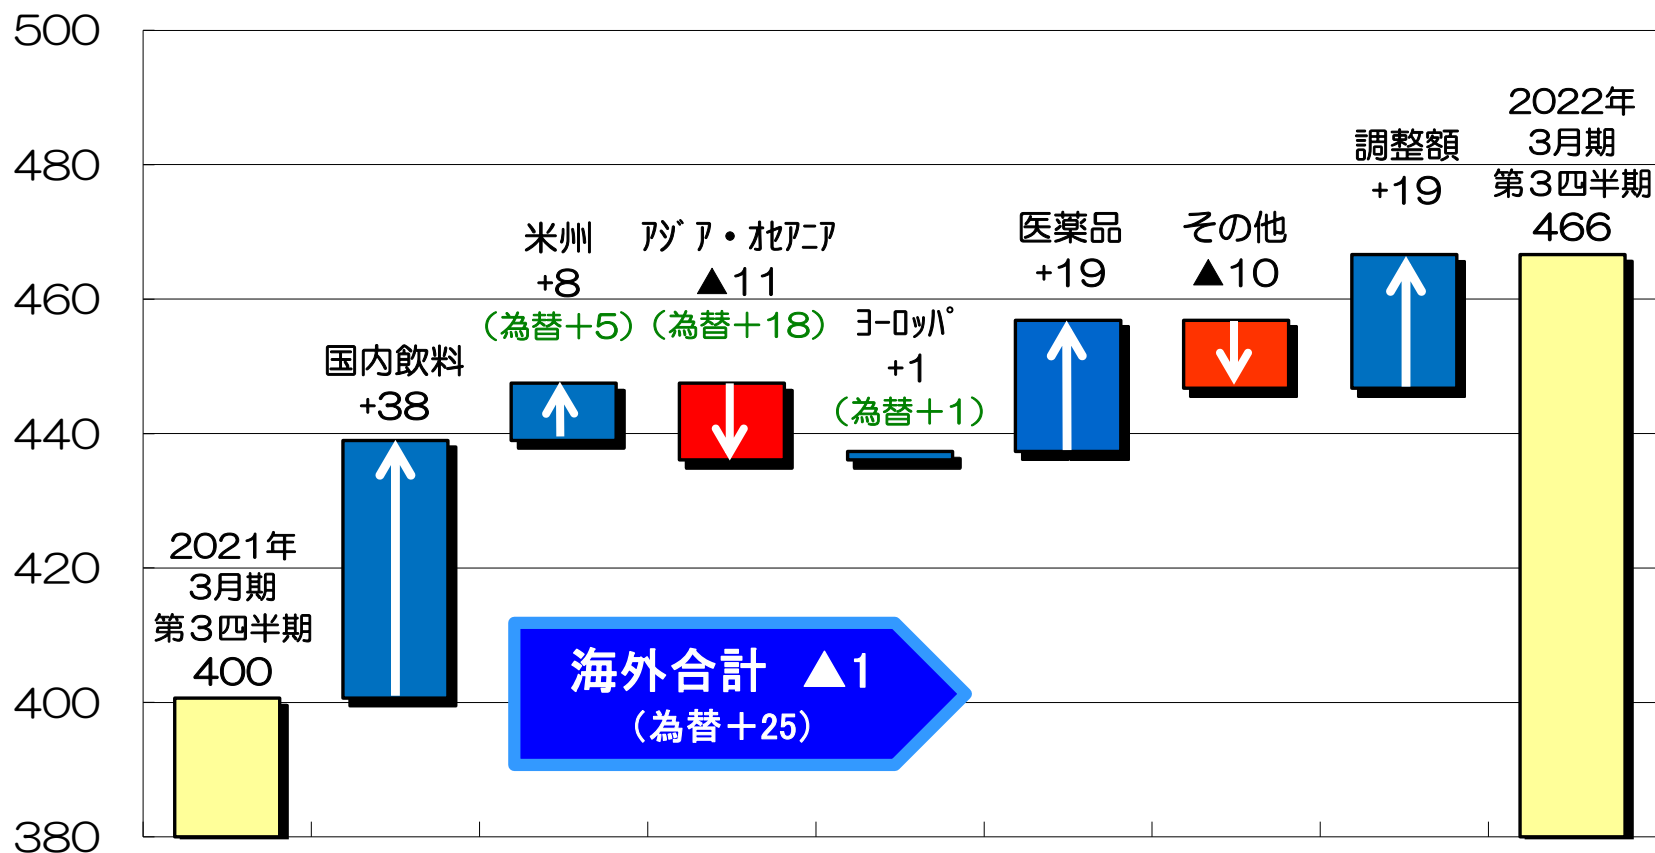 500
480
460
440
420
400
380
2021年
3月期
第3四半期
400
国内飲料
+38
米州
+8
(為替+5)
ｱｼﾞｱ・ｵｾｱﾆｱ
▲11
(為替+18)
ﾖｰﾛｯﾊﾟ
+1
(為替+1)
医薬品
+19
その他
▲10
調整額
+19
2022年
3月期
第3四半期
466
海外合計 ▲1
(為替+25)